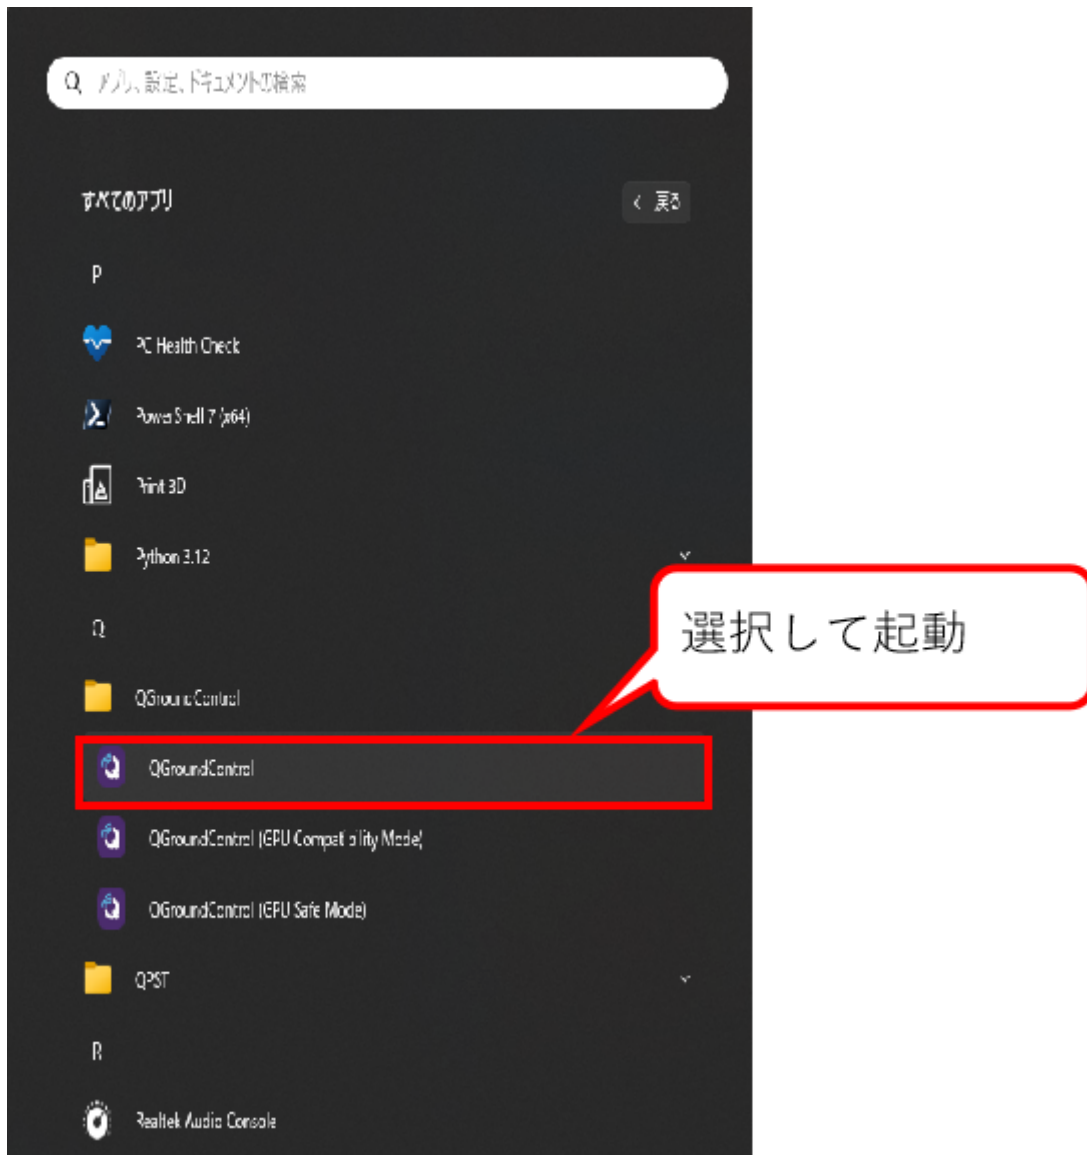 アプリ、設定、ドキュメントの検索
すべてのアプリ
戻る
P
PC Health Check
PowerShell 7 (x64)
Print 3D
Python 3.12
Q
選択して起動
QGroundControl
QGroundControl
QGroundControl (GPU Compatibility Mode)
QGroundControl (GPU Safe Mode)
QPST
R
Realtek Audio Console